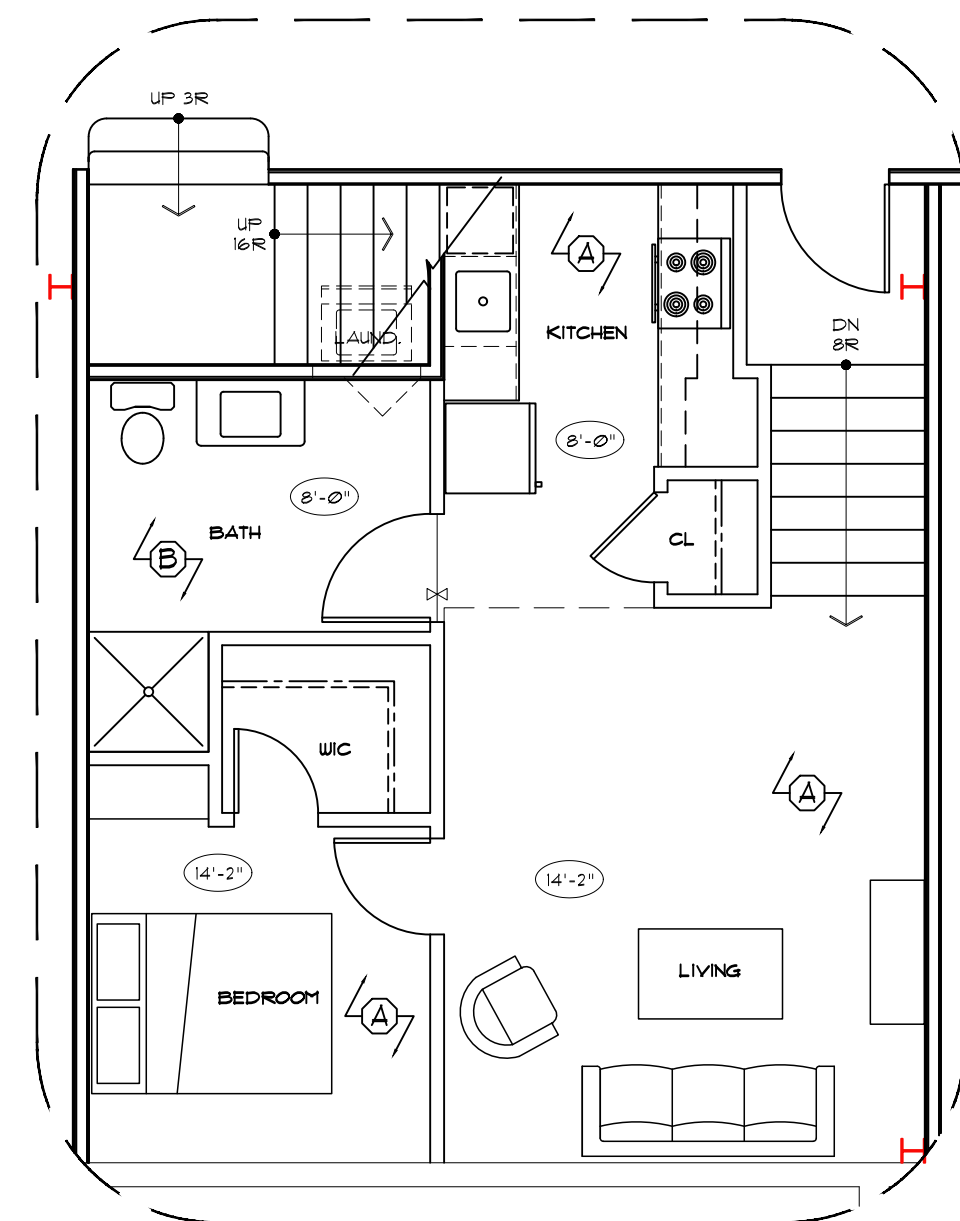 UP 3R
UP
16R
A
KITCHEN
DN
8R
LAUND.
8'-0"
8'-0"
BATH
B
CL
WIC
A
14'-2"
14'-2"
LIVING
BEDROOM
A